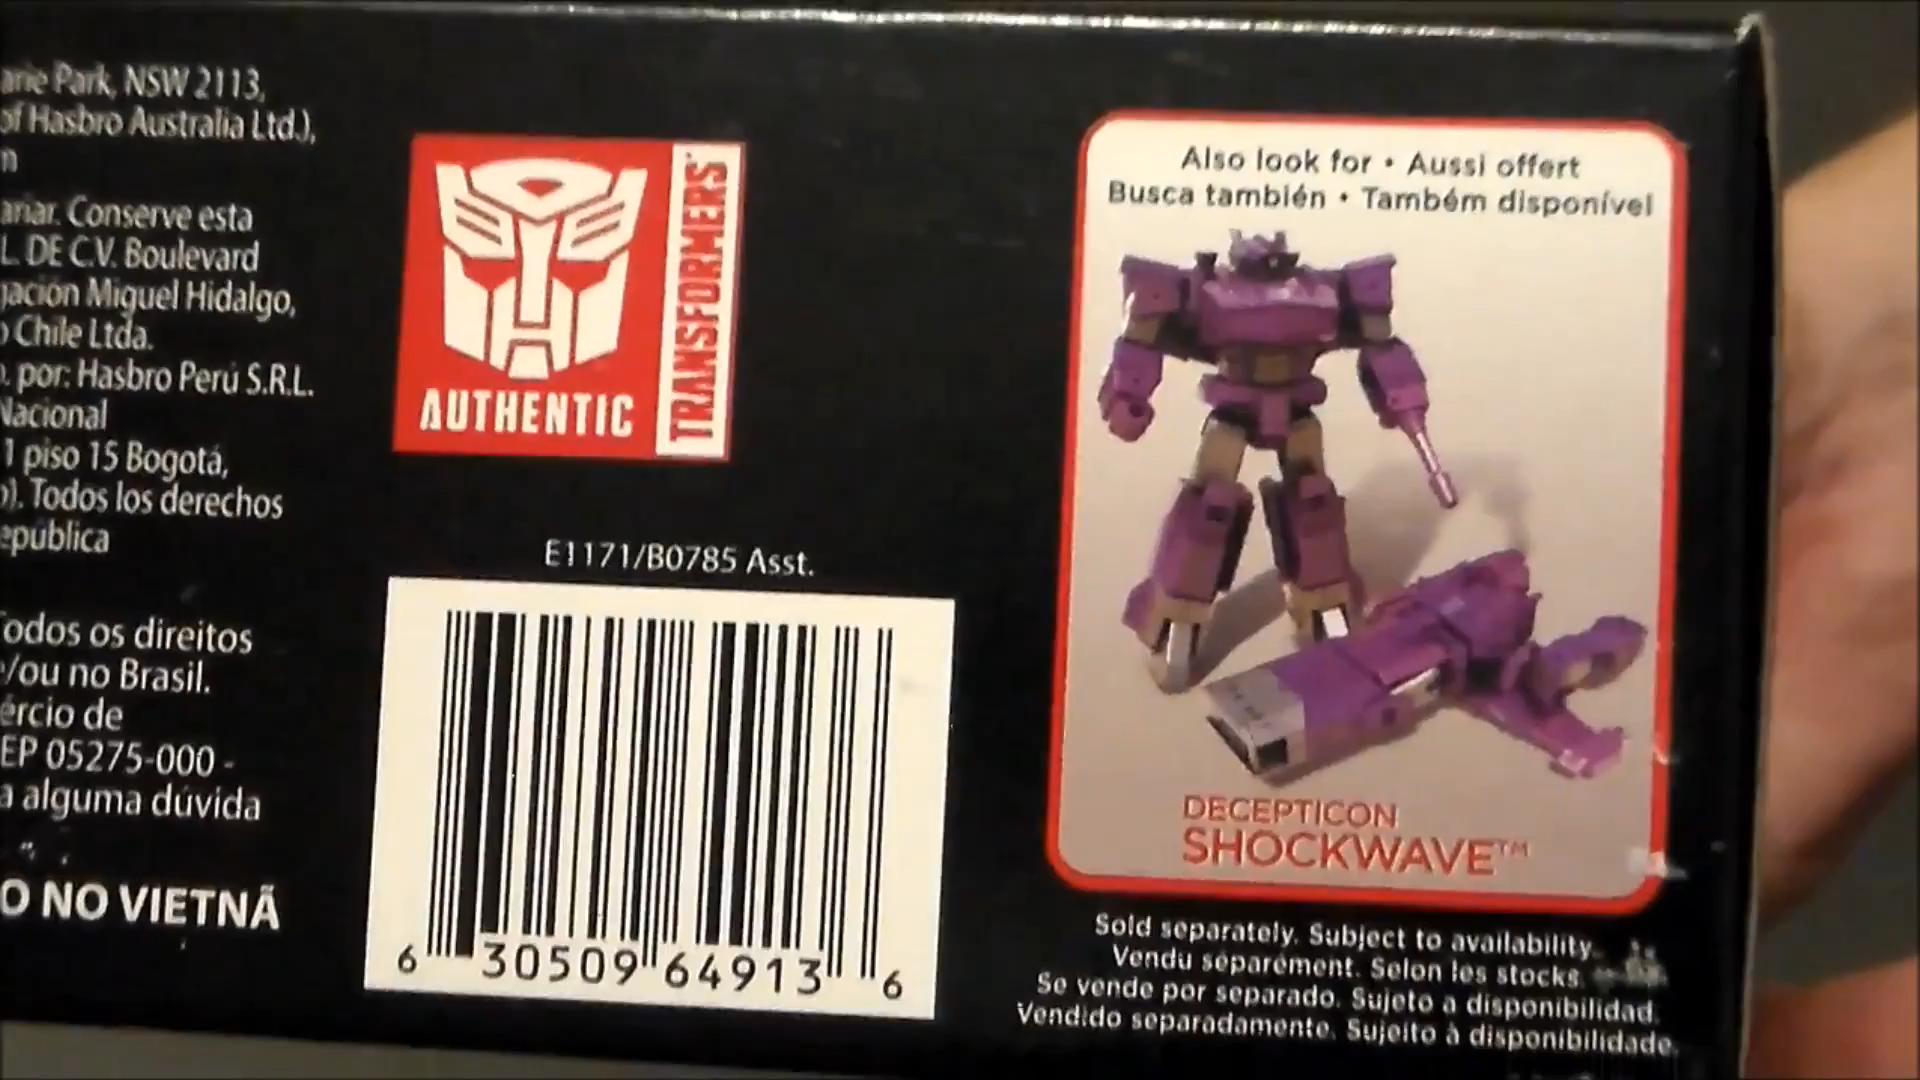 arie Park, NSW 2113,
of Hasbro Australia Ltd.),
n
anar. Conserve esta
L. DE C.V. Boulevard
gación Miguel Hidalgo,
o Chile Ltda.
. por: Hasbro Perú S.R.L.
Nacional
1 piso 15 Bogotá,
o). Todos los derechos
epública
Todos os direitos
e/ou no Brasil.
ércio de
EP 05275-000 -
a alguma dúvida
O NO VIETNÃ
AUTHENTIC
TRANSFORMERS
E1171/B0785 Asst.
6 30509 64913 6
Also look for • Aussi offert
Busca también • Também disponível
DECEPTICON
SHOCKWAVE™
Sold separately. Subject to availability.
Vendu séparément. Selon les stocks.
Se vende por separado. Sujeto a disponibilidad.
Vendido separadamente. Sujeito à disponibilidade.